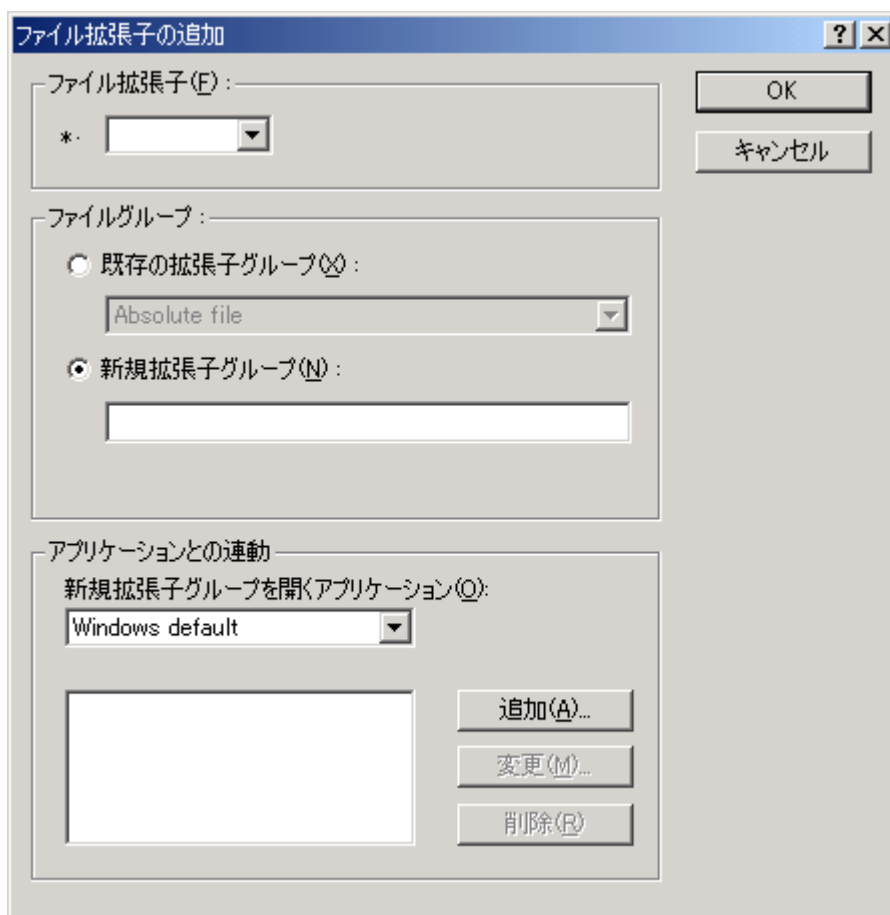 ファイル拡張子の追加
ファイル拡張子(F):
OK
*.
キャンセル
ファイルグループ:
既存の拡張子グループ(X):
Absolute file
新規拡張子グループ(N):
アプリケーションとの連動
新規拡張子グループを開くアプリケーション(O):
Windows default
追加(A)...
変更(M)...
削除(R)